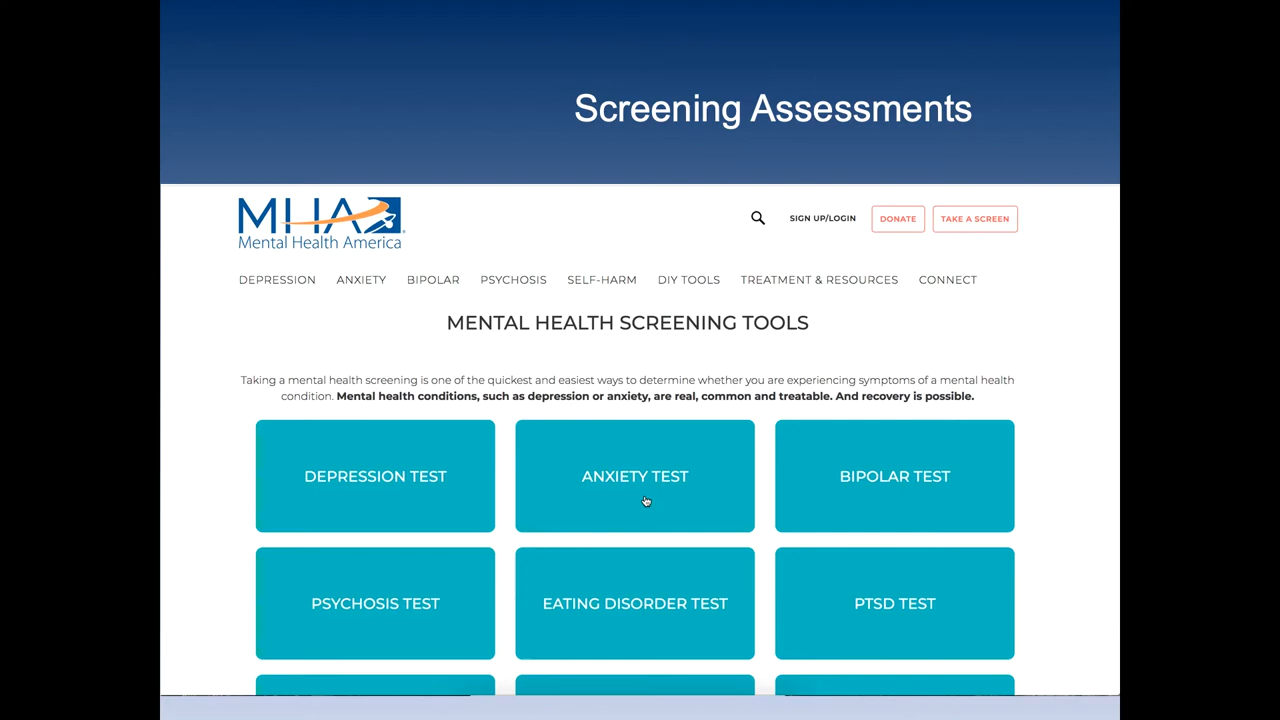 Screening Assessments
MHA
Mental Health America
SIGN UP/LOGIN
DONATE
TAKE A SCREEN
DEPRESSION
ANXIETY
BIPOLAR
PSYCHOSIS
SELF-HARM
DIY TOOLS
TREATMENT & RESOURCES
CONNECT
MENTAL HEALTH SCREENING TOOLS
Taking a mental health screening is one of the quickest and easiest ways to determine whether you are experiencing symptoms of a mental health
condition. Mental health conditions, such as depression or anxiety, are real, common and treatable. And recovery is possible.
DEPRESSION TEST
ANXIETY TEST
BIPOLAR TEST
PSYCHOSIS TEST
EATING DISORDER TEST
PTSD TEST